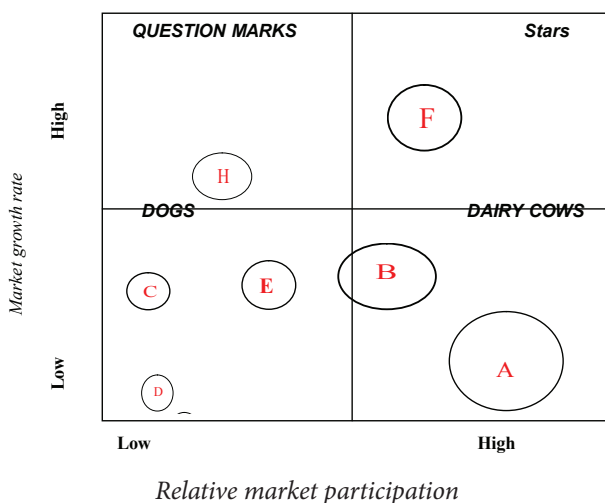 QUESTION MARKS
Stars
High
F
H
Market growth rate
DOGS
DAIRY COWS
B
C
E
A
Low
D
Low
High
Relative market participation